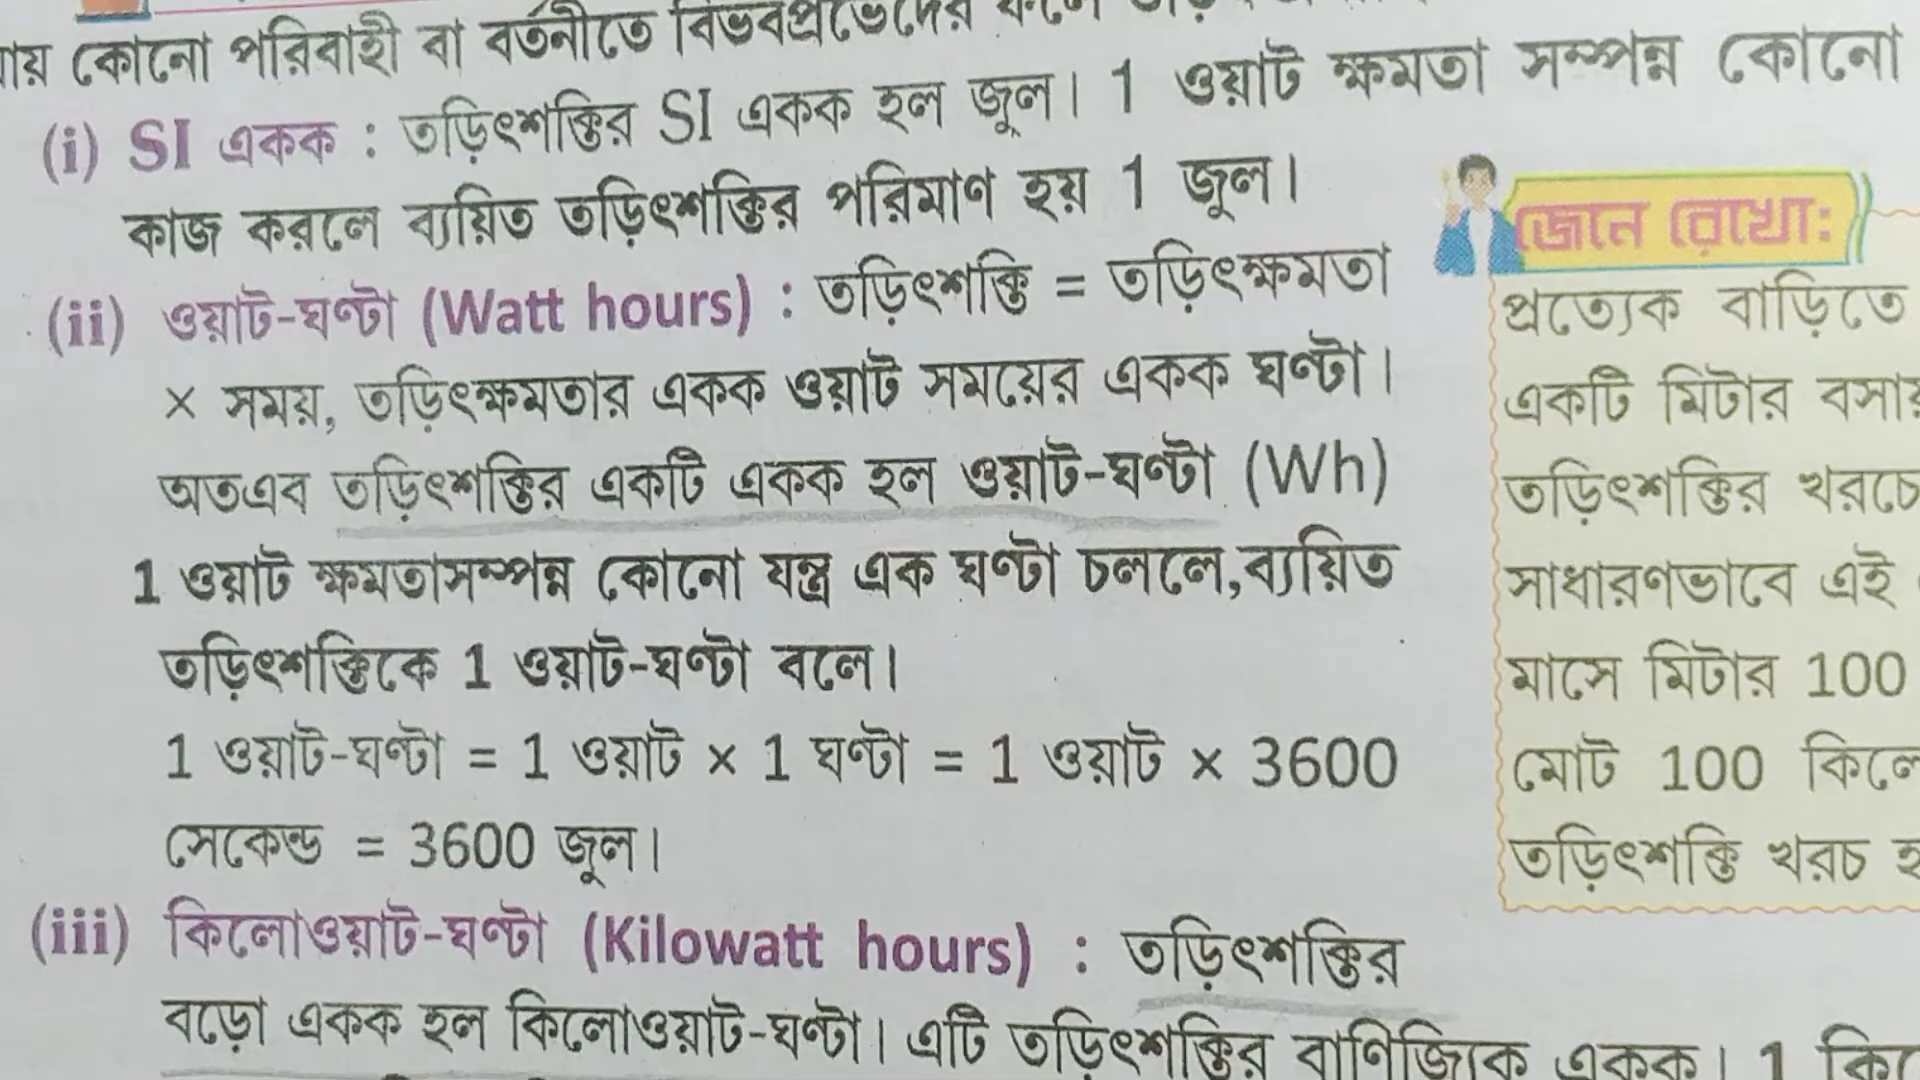 কোনো পরিবাহী বা বর্তনীতে বিভবপ্রভেদের ফলে
(i) SI একক : তড়িৎশক্তির SI একক হল জুল। 1 ওয়াট ক্ষমতা সম্পন্ন কোনো
কাজ করলে ব্যয়িত তড়িৎশক্তির পরিমাণ হয় 1 জুল।
(ii) ওয়াট-ঘণ্টা (Watt hours) : তড়িৎশক্তি = তড়িৎক্ষমতা
× সময়, তড়িৎক্ষমতার একক ওয়াট সময়ের একক ঘণ্টা।
অতএব তড়িৎশক্তির একটি একক হল ওয়াট-ঘণ্টা (Wh)
1 ওয়াট ক্ষমতাসম্পন্ন কোনো যন্ত্র এক ঘণ্টা চললে,ব্যয়িত
তড়িৎশক্তিকে 1 ওয়াট-ঘণ্টা বলে।
1 ওয়াট-ঘণ্টা = 1 ওয়াট × 1 ঘণ্টা = 1 ওয়াট × 3600
সেকেন্ড = 3600 জুল।
(iii) কিলোওয়াট-ঘণ্টা (Kilowatt hours) : তড়িৎশক্তির
বড়ো একক হল কিলোওয়াট-ঘণ্টা। এটি তড়িৎশক্তির বাণিজ্যিক একক। 1
জেনে রেখো:
প্রত্যেক বাড়িতে
একটি মিটার
তড়িৎশক্তির
সাধারণভাবে এই
মাসে মিটার 100
মোট 100
তড়িৎশক্তি খরচ